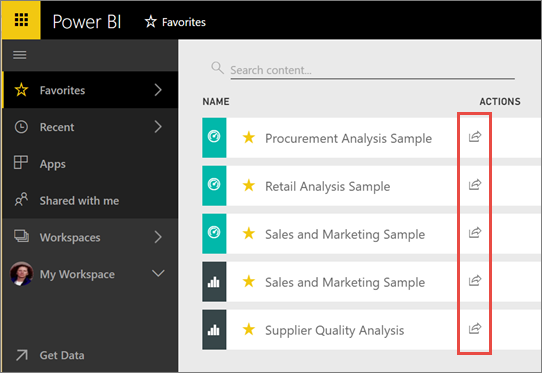 Power BI
Favorites
Favorites
Recent
Apps
Shared with me
Workspaces
My Workspace
Get Data
Search content...
NAME
ACTIONS
Procurement Analysis Sample
Retail Analysis Sample
Sales and Marketing Sample
Sales and Marketing Sample
Supplier Quality Analysis